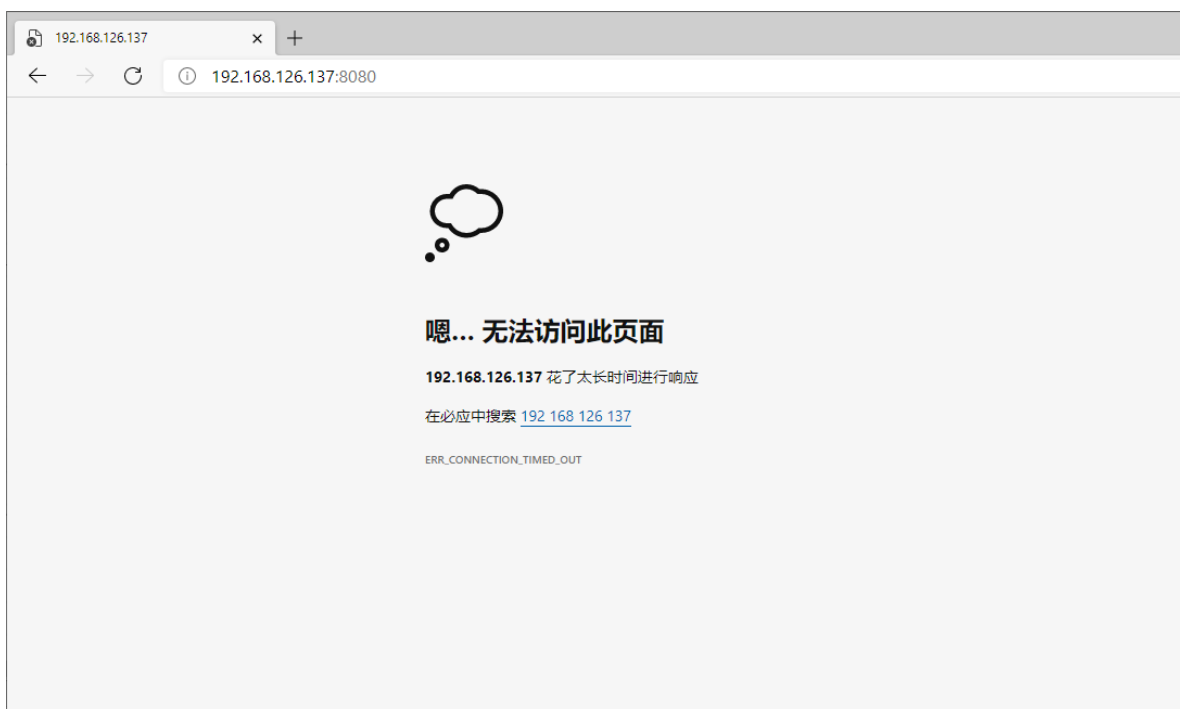 192.168.126.137
192.168.126.137:8080
嗯... 无法访问此页面
192.168.126.137 花了太长时间进行响应
在必应中搜索 192 168 126 137
ERR_CONNECTION_TIMED_OUT